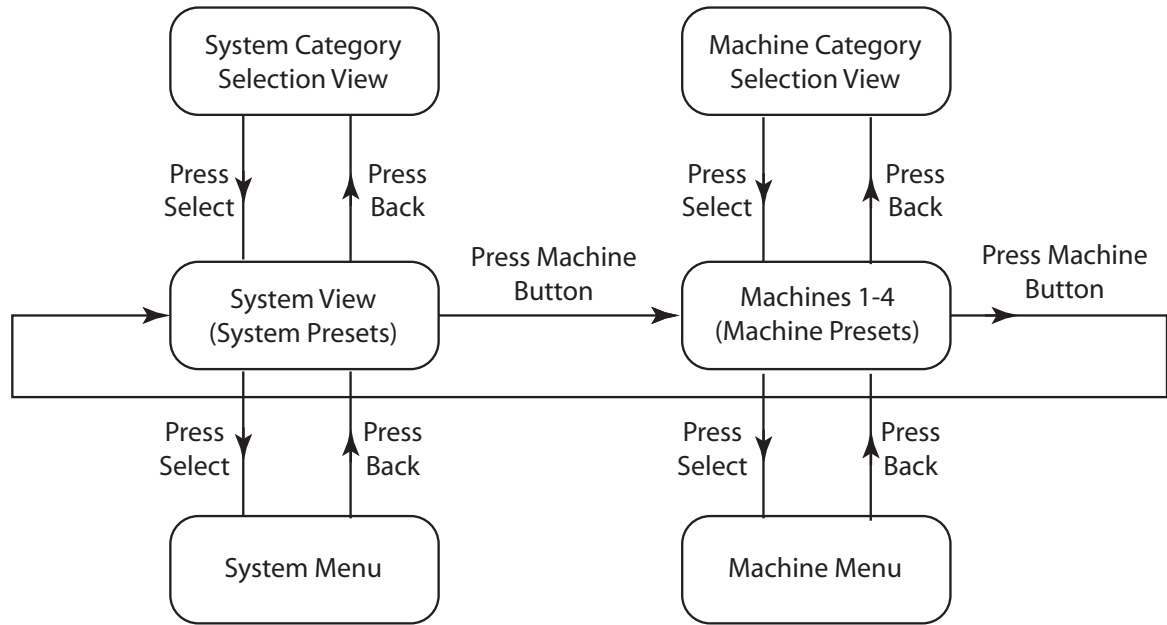 System Category
Selection View
Machine Category
Selection View
Press
Select
Press
Back
Press
Select
Press
Back
System View
(System Presets)
Press Machine
Button
Machines 1-4
(Machine Presets)
Press Machine
Button
Press
Select
Press
Back
Press
Select
Press
Back
System Menu
Machine Menu